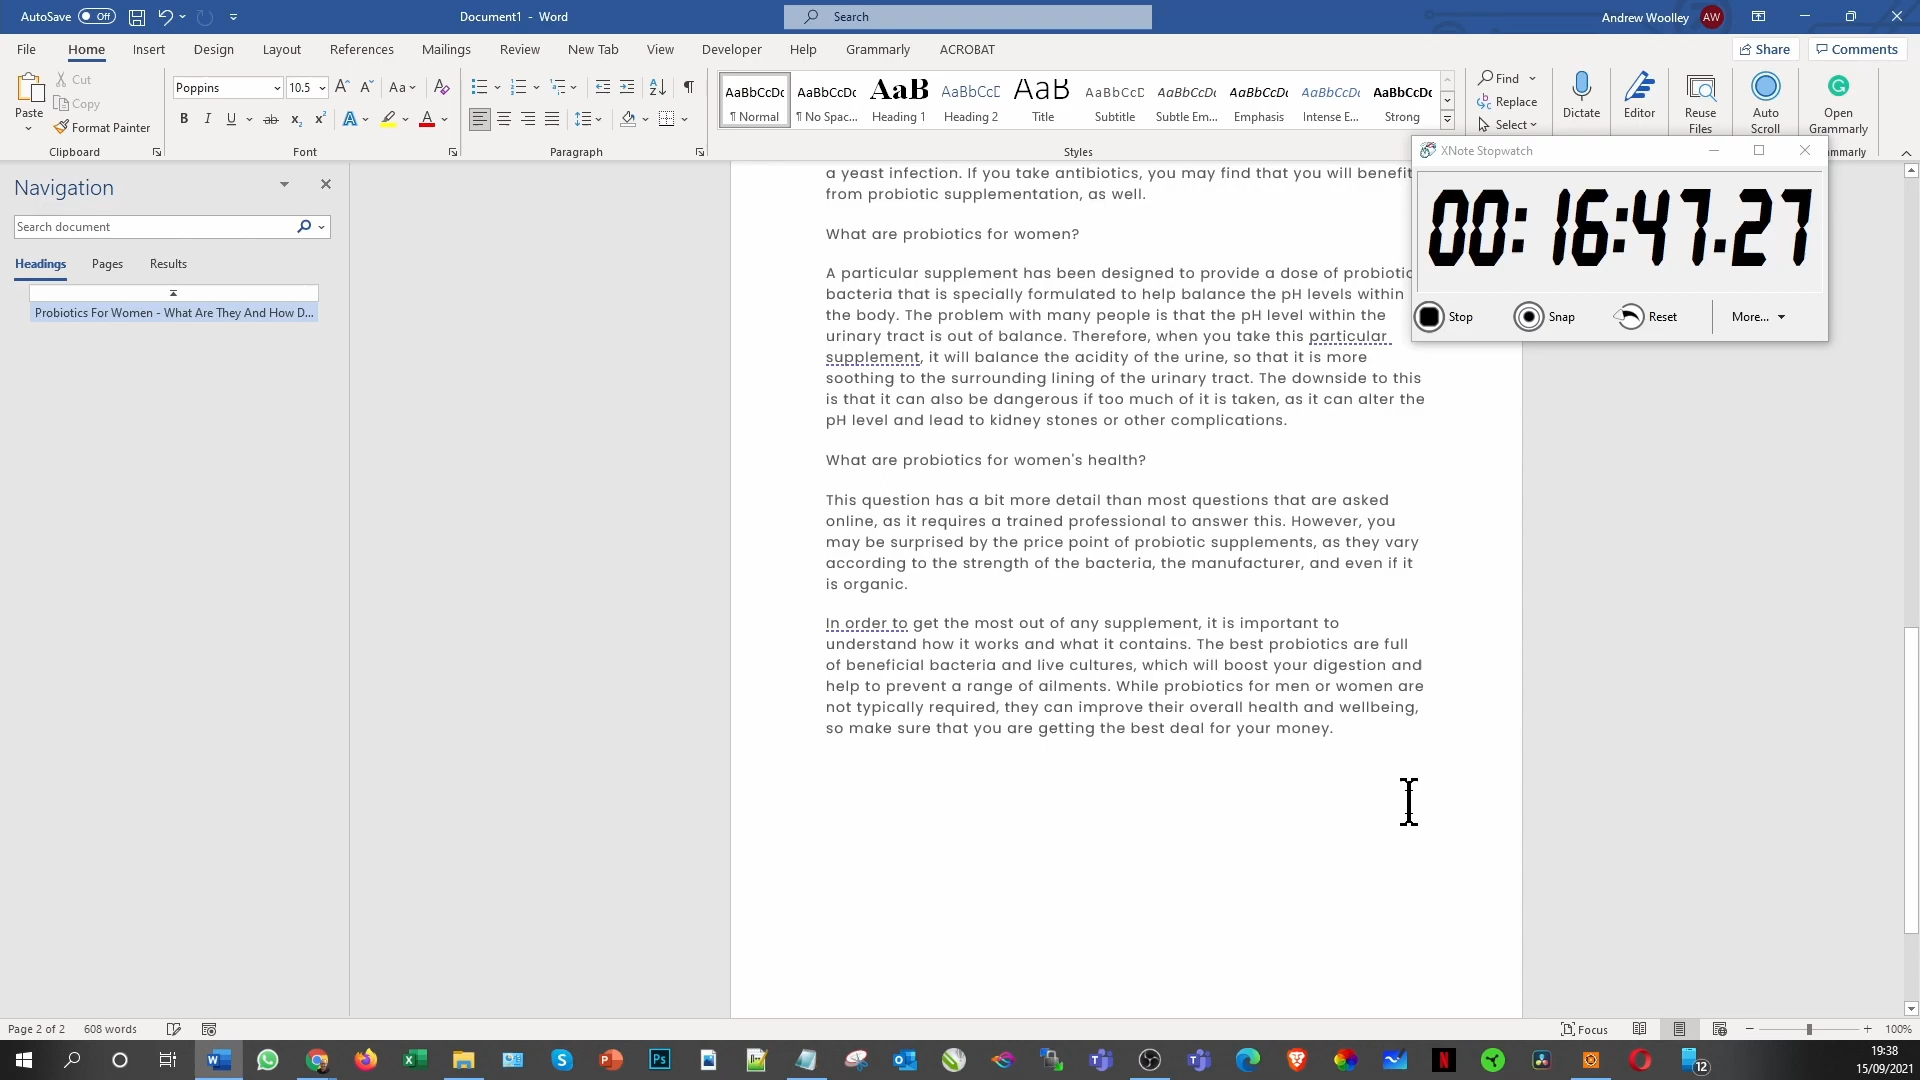 AutoSave Off
Document1 - Word
Search
Andrew Woolley AW
File Home Insert Design Layout References Mailings Review New Tab View Developer Help Grammarly ACROBAT
Share Comments
Paste
Cut
Copy
Format Painter
Clipboard
Poppins 10.5
Font
Paragraph
AaBbCcDc AaBbCcDc AaB AaBbCcD AaB AaBbCcD AaBbCcDc AaBbCcDc AaBbCcDc AaBbCcDc
¶ Normal ¶ No Spac... Heading 1 Heading 2 Title Subtitle Subtle Em... Emphasis Intense E... Strong
Styles
Find
Replace
Select
Dictate
Editor
Reuse
Files
Auto
Scroll
Open
Grammarly
XNote Stopwatch
00:16:47.27
Stop Snap Reset More...
Navigation
Search document
Headings Pages Results
Probiotics For Women - What Are They And How D...
a yeast infection. If you take antibiotics, you may find that you will benefit
from probiotic supplementation, as well.
What are probiotics for women?
A particular supplement has been designed to provide a dose of probiotic
bacteria that is specially formulated to help balance the pH levels within
the body. The problem with many people is that the pH level within the
urinary tract is out of balance. Therefore, when you take this particular
supplement, it will balance the acidity of the urine, so that it is more
soothing to the surrounding lining of the urinary tract. The downside to this
is that it can also be dangerous if too much of it is taken, as it can alter the
pH level and lead to kidney stones or other complications.
What are probiotics for women's health?
This question has a bit more detail than most questions that are asked
online, as it requires a trained professional to answer this. However, you
may be surprised by the price point of probiotic supplements, as they vary
according to the strength of the bacteria, the manufacturer, and even if it
is organic.
In order to get the most out of any supplement, it is important to
understand how it works and what it contains. The best probiotics are full
of beneficial bacteria and live cultures, which will boost your digestion and
help to prevent a range of ailments. While probiotics for men or women are
not typically required, they can improve their overall health and wellbeing,
so make sure that you are getting the best deal for your money.
Page 2 of 2 608 words
Focus
100%
19:38
15/09/2021
12